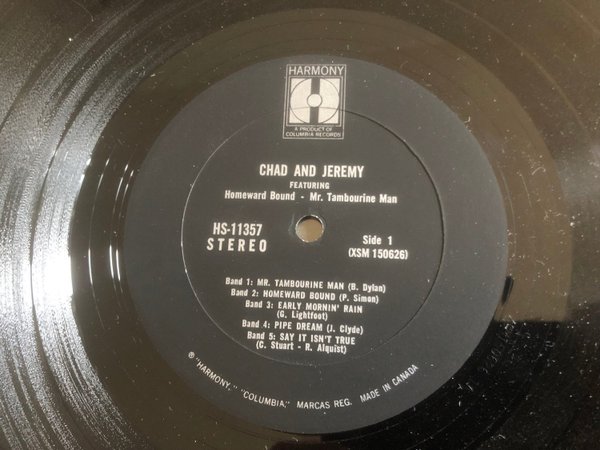 HARMONY
A PRODUCT OF
COLUMBIA RECORDS
CHAD AND JEREMY
FEATURING
Homeward Bound - Mr. Tambourine Man
HS-11357
STEREO
Side 1
(XSM 150626)
Band 1: MR. TAMBOURINE MAN (B. Dylan)
Band 2: HOMEWARD BOUND (P. Simon)
Band 3: EARLY MORNIN' RAIN
(G. Lightfoot)
Band 4: PIPE DREAM (J. Clyde)
Band 5: SAY IT ISN'T TRUE
(C. Stuart - R. Alquist)
℗ "HARMONY," "COLUMBIA," MARCAS REG. MADE IN CANADA